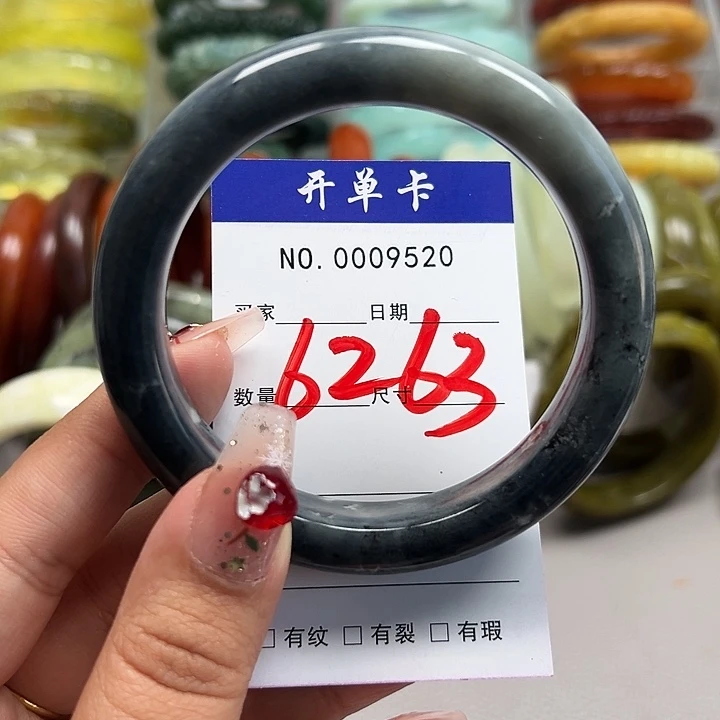 开单卡
NO. 0009520
买家 日期
6263
数量 尺寸
□有纹 □有裂 □有瑕